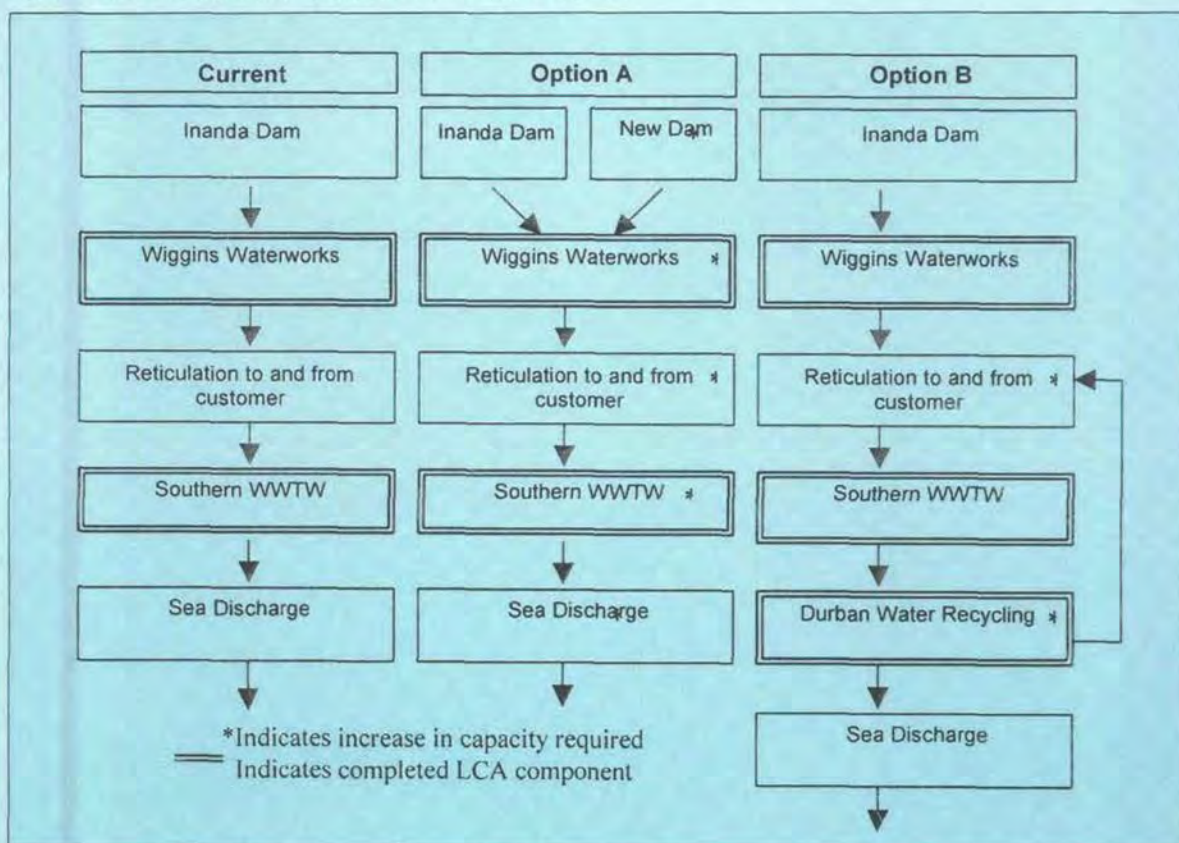 Current
Inanda Dam
Wiggins Waterworks
Reticulation to and from
customer
Southern WWTW
Sea Discharge
Option A
Inanda Dam
New Dam*
Wiggins Waterworks *
Reticulation to and from *
customer
Southern WWTW *
Sea Discharge*
Option B
Inanda Dam
Wiggins Waterworks
Reticulation to and from *
customer
Southern WWTW
Durban Water Recycling *
Sea Discharge
*Indicates increase in capacity required
Indicates completed LCA component